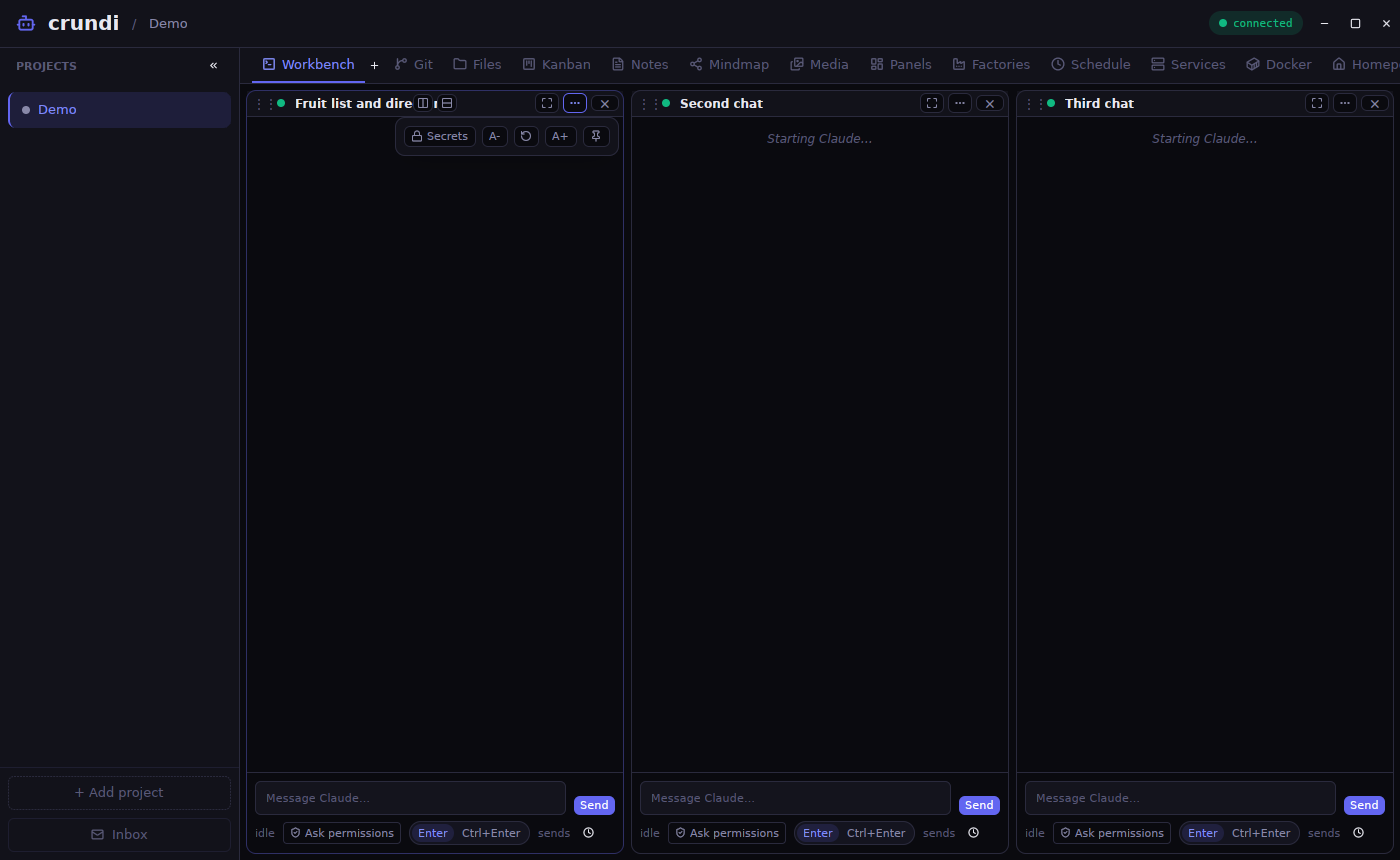 crundi / Demo
connected
PROJECTS «
Workbench + Git Files Kanban Notes Mindmap Media Panels Factories Schedule Services Docker Homep
Demo
Fruit list and dire
Second chat
Third chat
Secrets A- A+
Starting Claude...
Starting Claude...
Message Claude...
Send
idle Ask permissions Enter Ctrl+Enter sends
Message Claude...
Send
idle Ask permissions Enter Ctrl+Enter sends
Message Claude...
Send
idle Ask permissions Enter Ctrl+Enter sends
+ Add project
Inbox